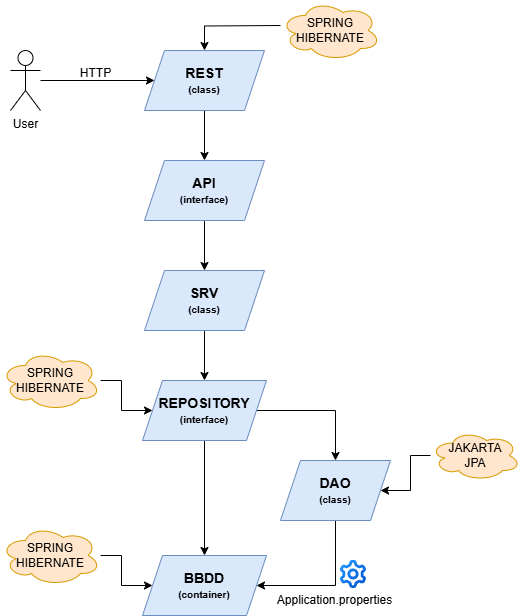 SPRING
HIBERNATE
HTTP
REST
(class)
User
API
(interface)
SRV
(class)
SPRING
HIBERNATE
REPOSITORY
(interface)
JAKARTA
JPA
DAO
(class)
SPRING
HIBERNATE
BBDD
(container)
Application.properties